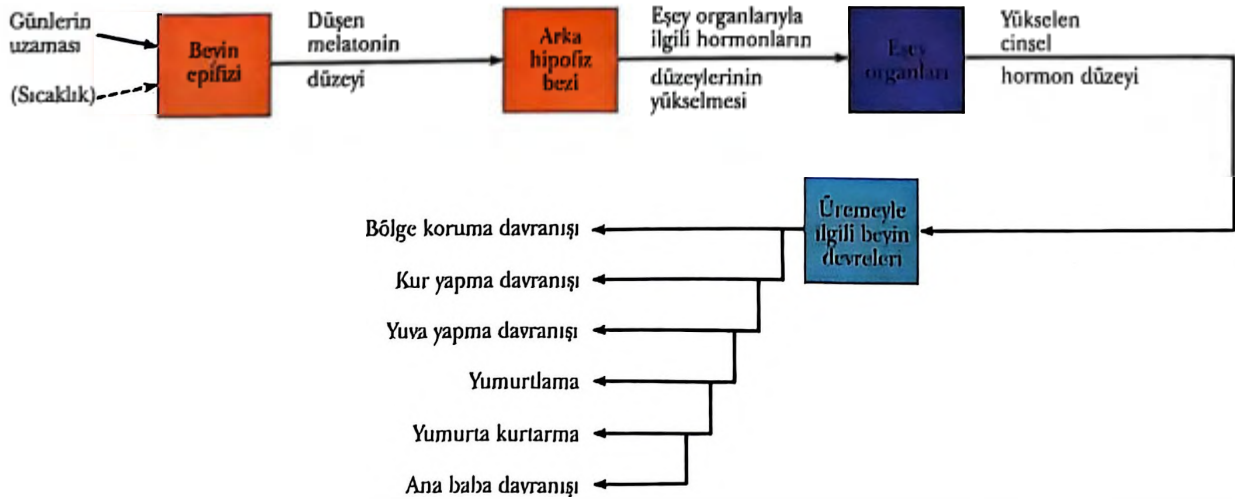 Günlerin
uzaması
(Sıcaklık)
Beyin
epifizi
Düşen
melatonin
düzeyi
Arka
hipofiz
bezi
Eşey organlarıyla
ilgili hormonların
düzeylerinin
yükselmesi
Eşey
organları
Yükselen
cinsel
hormon düzeyi
Üremeyle
ilgili beyin
devreleri
Bölge koruma davranışı
Kur yapma davranışı
Yuva yapma davranışı
Yumurtlama
Yumurta kurtarma
Ana baba davranışı